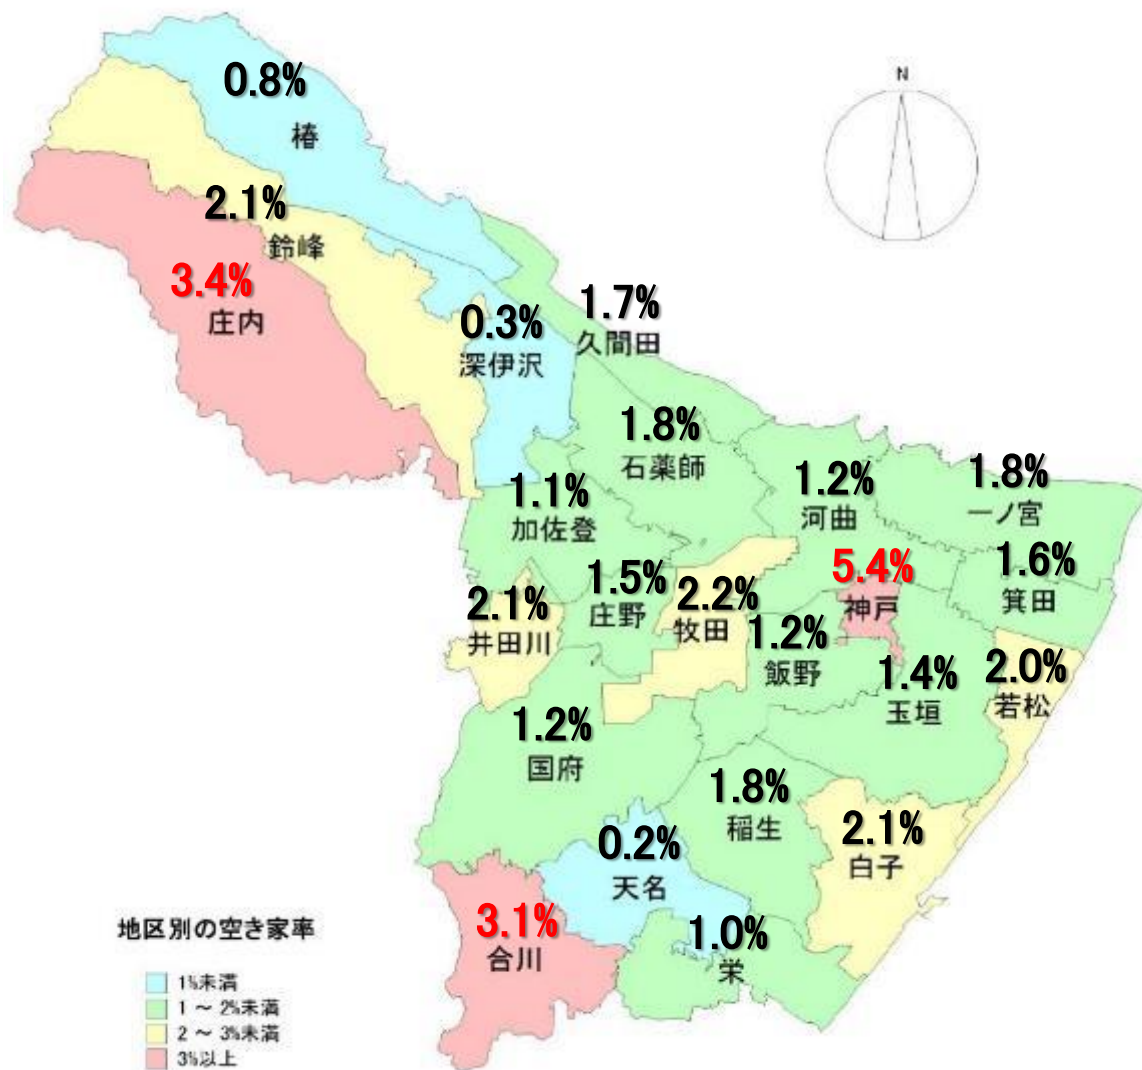 N
0.8%
椿
2.1%
鈴峰
3.4%
庄内
0.3%
深伊沢
1.7%
久間田
1.8%
石薬師
1.2%
河曲
1.8%
一ノ宮
1.1%
加佐登
1.5%
庄野
2.2%
牧田
5.4%
神戸
1.6%
箕田
2.1%
井田川
1.2%
飯野
1.4%
玉垣
2.0%
若松
1.2%
国府
1.8%
稲生
2.1%
白子
0.2%
天名
3.1%
合川
1.0%
栄
地区別の空き家率
1%未満
1 ～ 2%未満
2 ～ 3%未満
3%以上